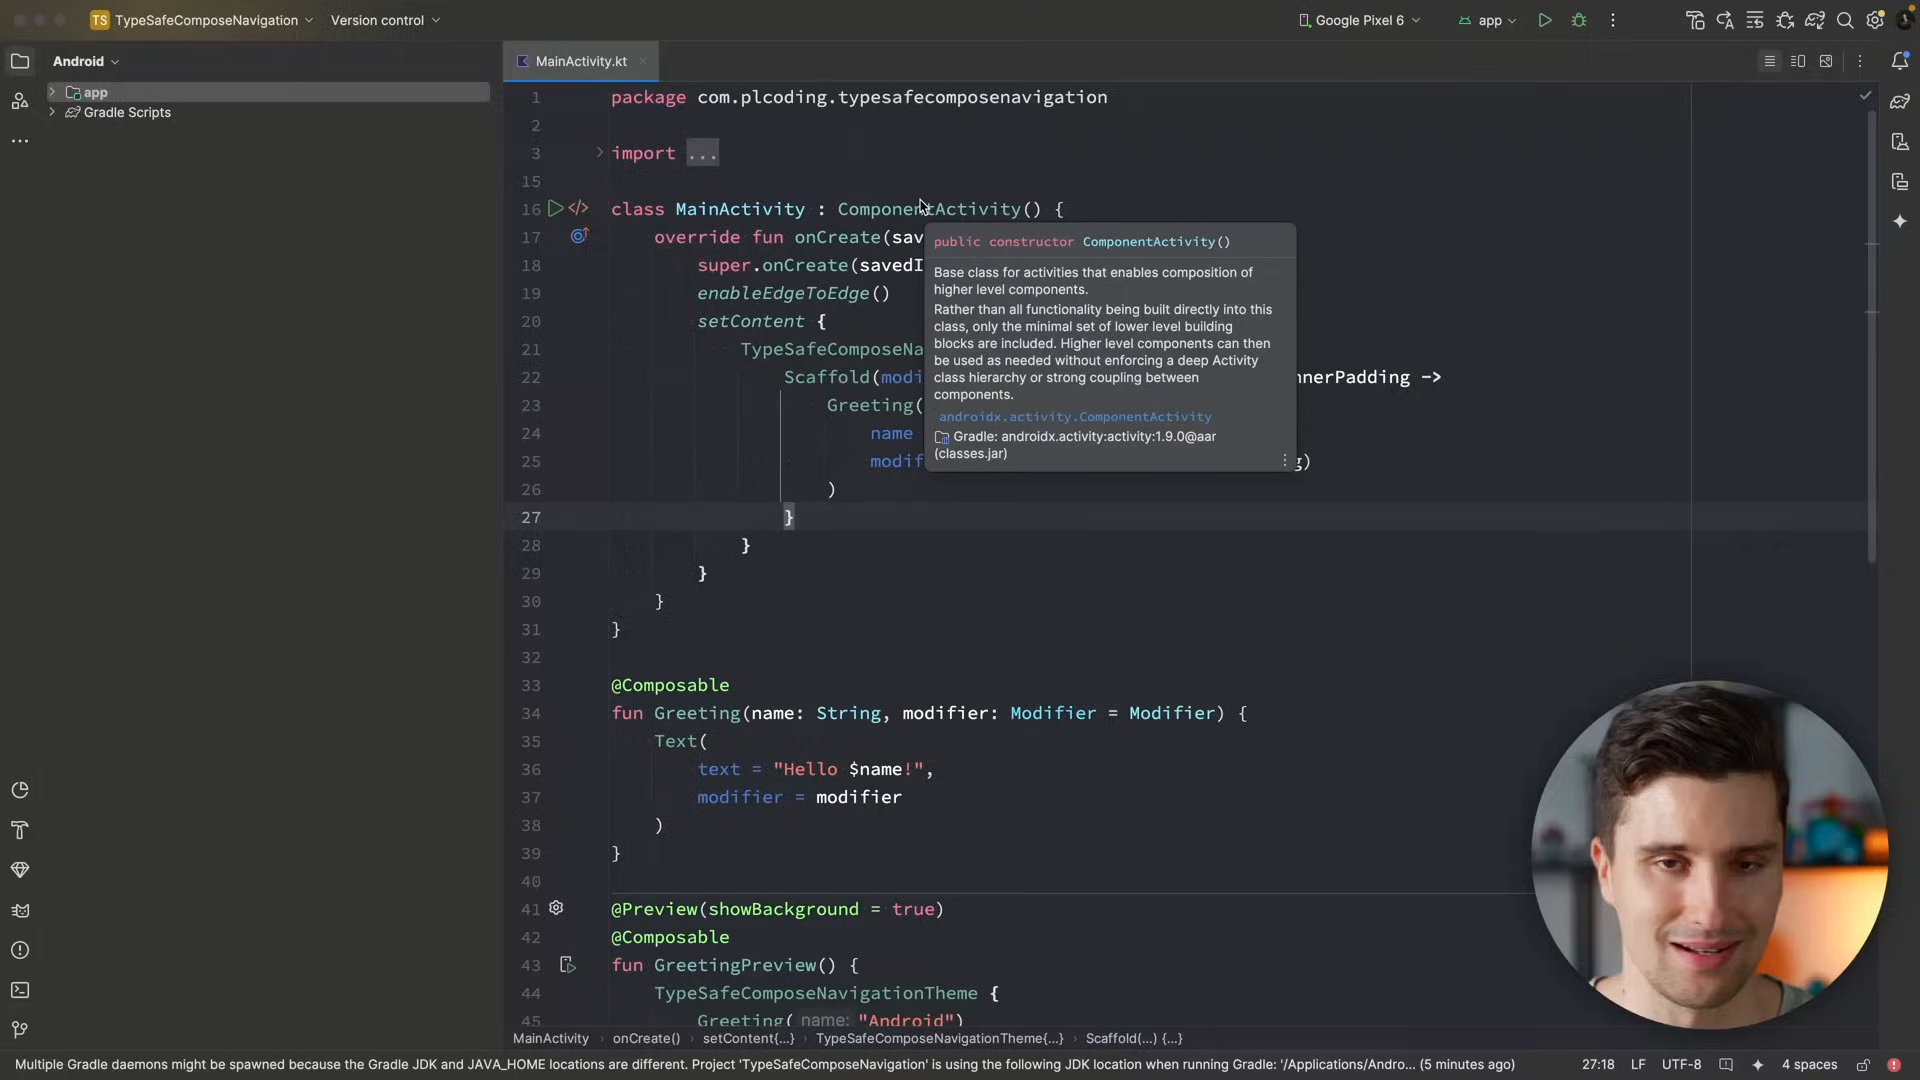 TS TypeSafeComposeNavigation Version control Google Pixel 6 app
Android
MainActivity.kt
app
Gradle Scripts
1 package com.plcoding.typesafecomposenavigation
2
3 import ...
15
16 class MainActivity : ComponentActivity() {
17 override fun onCreate(sav
18 super.onCreate(savedI
19 enableEdgeToEdge()
20 setContent {
21 TypeSafeComposeNa
22 Scaffold(modi nnerPadding ->
23 Greeting(
24 name
25 modif g)
26 )
27 }
28 }
29 }
30 }
31 }
32
33 @Composable
34 fun Greeting(name: String, modifier: Modifier = Modifier) {
35 Text(
36 text = "Hello $name!",
37 modifier = modifier
38 )
39 }
40
41 @Preview(showBackground = true)
42 @Composable
43 fun GreetingPreview() {
44 TypeSafeComposeNavigationTheme {
45 Greeting( name: "Android")
public constructor ComponentActivity()
Base class for activities that enables composition of
higher level components.
Rather than all functionality being built directly into this
class, only the minimal set of lower level building
blocks are included. Higher level components can then
be used as needed without enforcing a deep Activity
class hierarchy or strong coupling between
components.
androidx.activity.ComponentActivity
Gradle: androidx.activity:activity:1.9.0@aar
(classes.jar)
MainActivity onCreate() setContent{...} TypeSafeComposeNavigationTheme{...} Scaffold(...) {...}
Multiple Gradle daemons might be spawned because the Gradle JDK and JAVA_HOME locations are different. Project 'TypeSafeComposeNavigation' is using the following JDK location when running Gradle: '/Applications/Andro... (5 minutes ago) 27:18 LF UTF-8 4 spaces